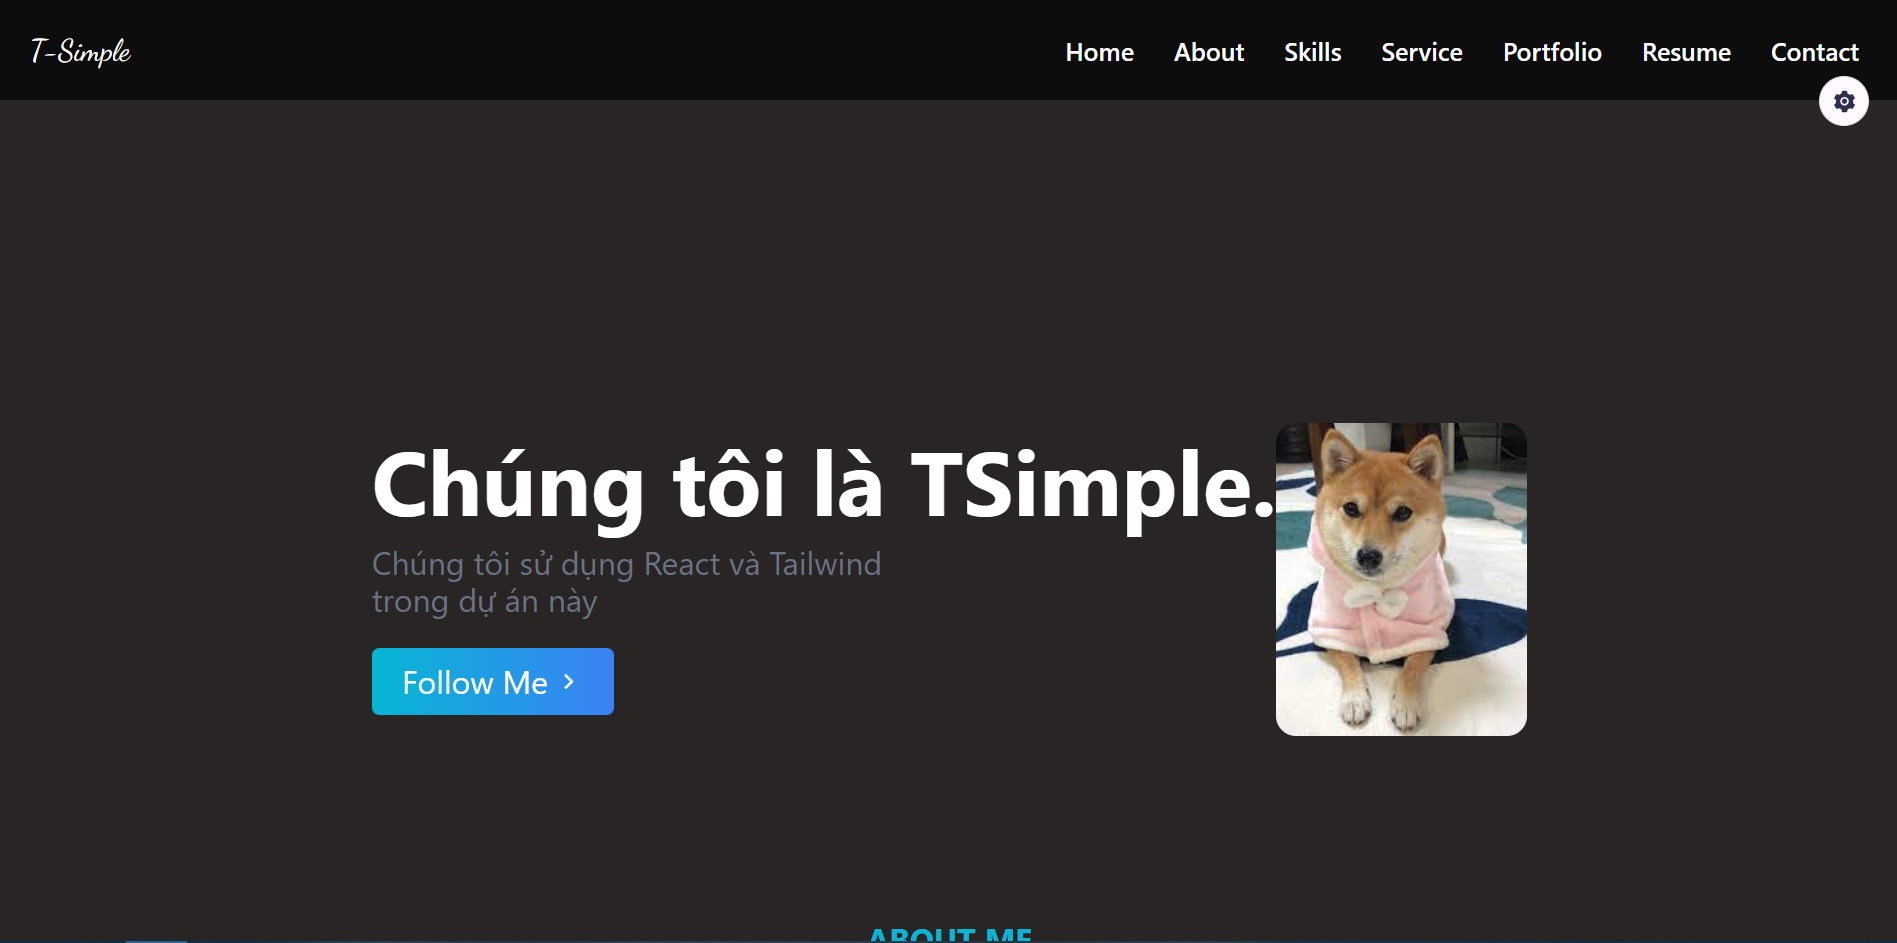 T-Simple
Home About Skills Service Portfolio Resume Contact
Chúng tôi là TSimple.
Chúng tôi sử dụng React và Tailwind
trong dự án này
Follow Me
ABOUT ME